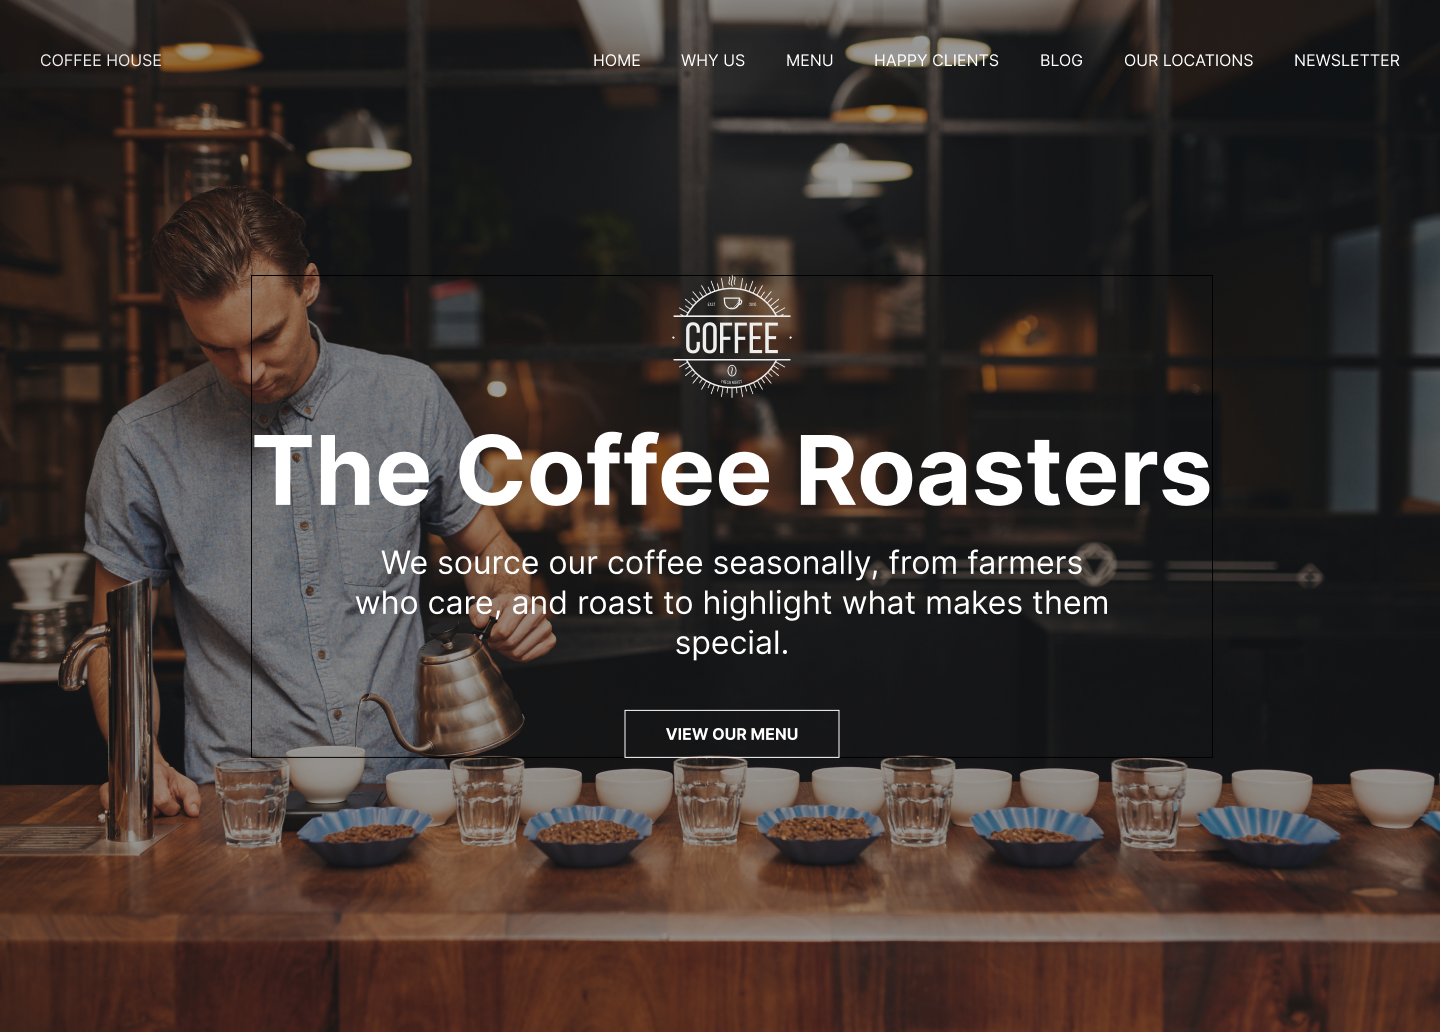 COFFEE HOUSE
HOME WHY US MENU HAPPY CLIENTS BLOG OUR LOCATIONS NEWSLETTER
COFFEE
The Coffee Roasters
We source our coffee seasonally, from farmers
who care, and roast to highlight what makes them
special.
VIEW OUR MENU